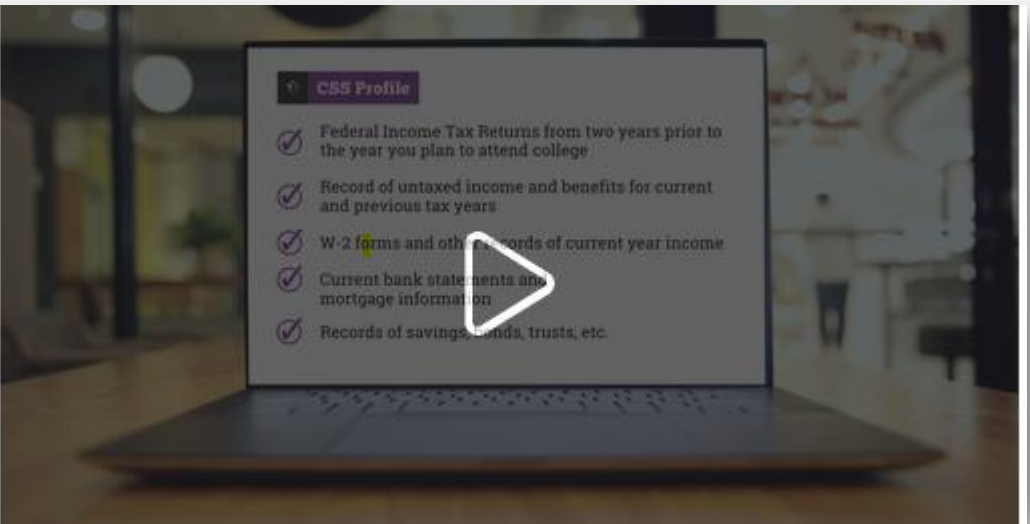 CSS Profile
Federal Income Tax Returns from two years prior to
the year you plan to attend college
Record of untaxed income and benefits for current
and previous tax years
W-2 forms and other records of current year income
Current bank statements and
mortgage information
Records of savings, bonds, trusts, etc.